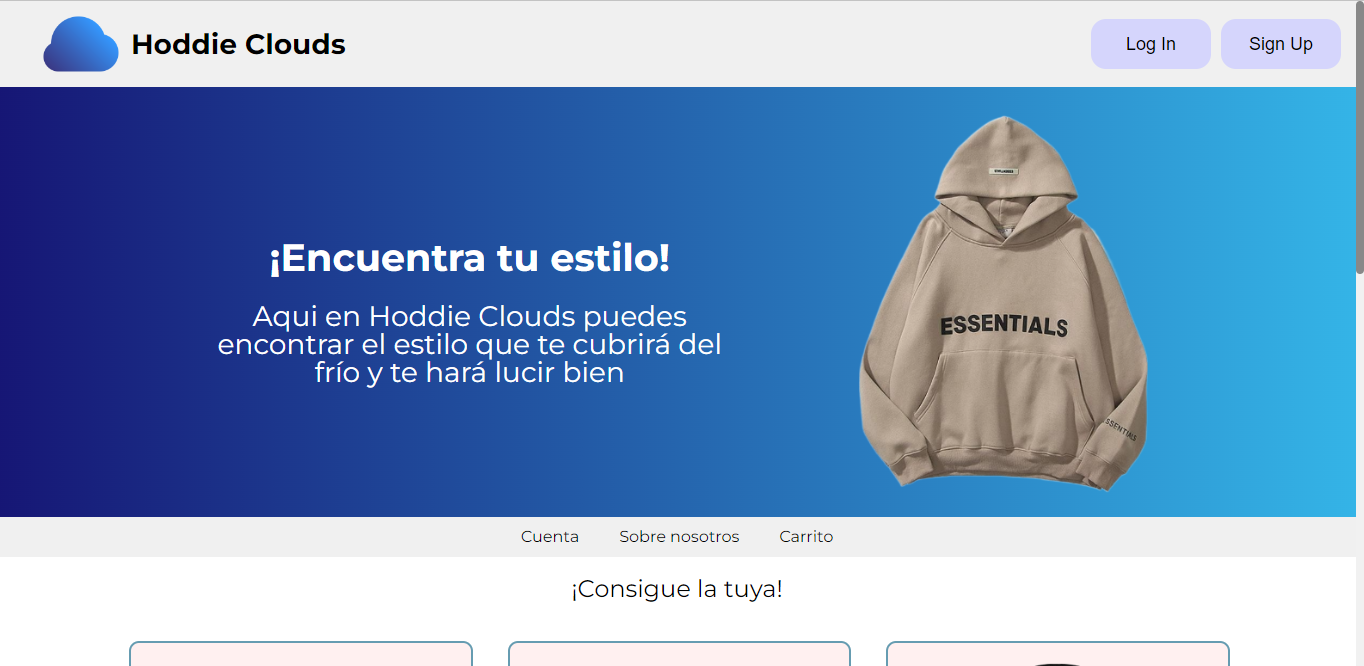 Hoddie Clouds
Log In
Sign Up
¡Encuentra tu estilo!
Aqui en Hoddie Clouds puedes
encontrar el estilo que te cubrirá del
frío y te hará lucir bien
ESSENTIALS
Cuenta
Sobre nosotros
Carrito
¡Consigue la tuya!